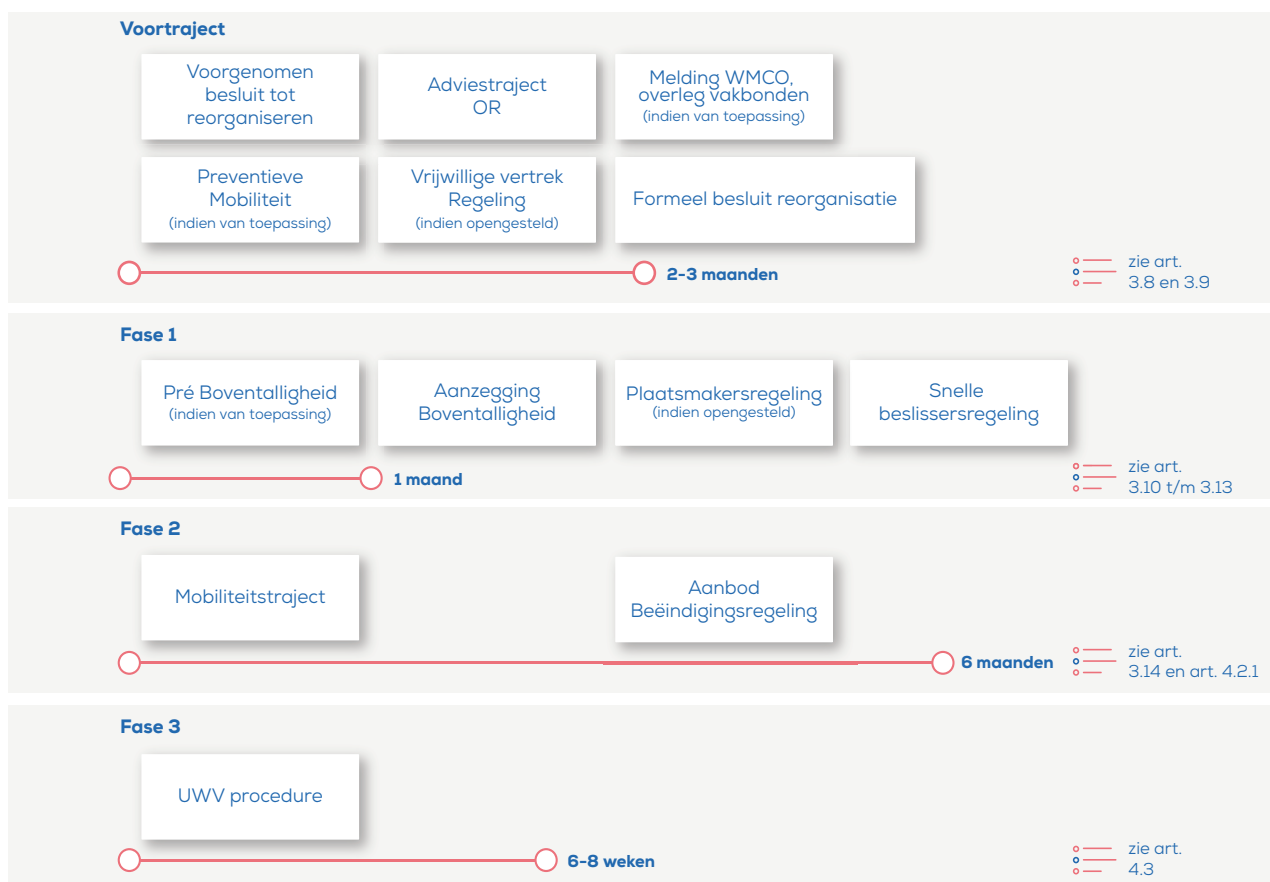 Voortraject
Voorgenomen
besluit tot
reorganiseren
Adviestraject
OR
Melding WMCO,
overleg vakbonden
(indien van toepassing)
Preventieve
Mobiliteit
(indien van toepassing)
Vrijwillige vertrek
Regeling
(indien opengesteld)
Formeel besluit reorganisatie
2-3 maanden
zie art.
3.8 en 3.9
Fase 1
Pré Boventalligheid
(indien van toepassing)
Aanzegging
Boventalligheid
Plaatsmakersregeling
(indien opengesteld)
Snelle
beslissersregeling
1 maand
zie art.
3.10 t/m 3.13
Fase 2
Mobiliteitstraject
Aanbod
Beëindigingsregeling
6 maanden
zie art.
3.14 en art. 4.2.1
Fase 3
UWV procedure
6-8 weken
zie art.
4.3